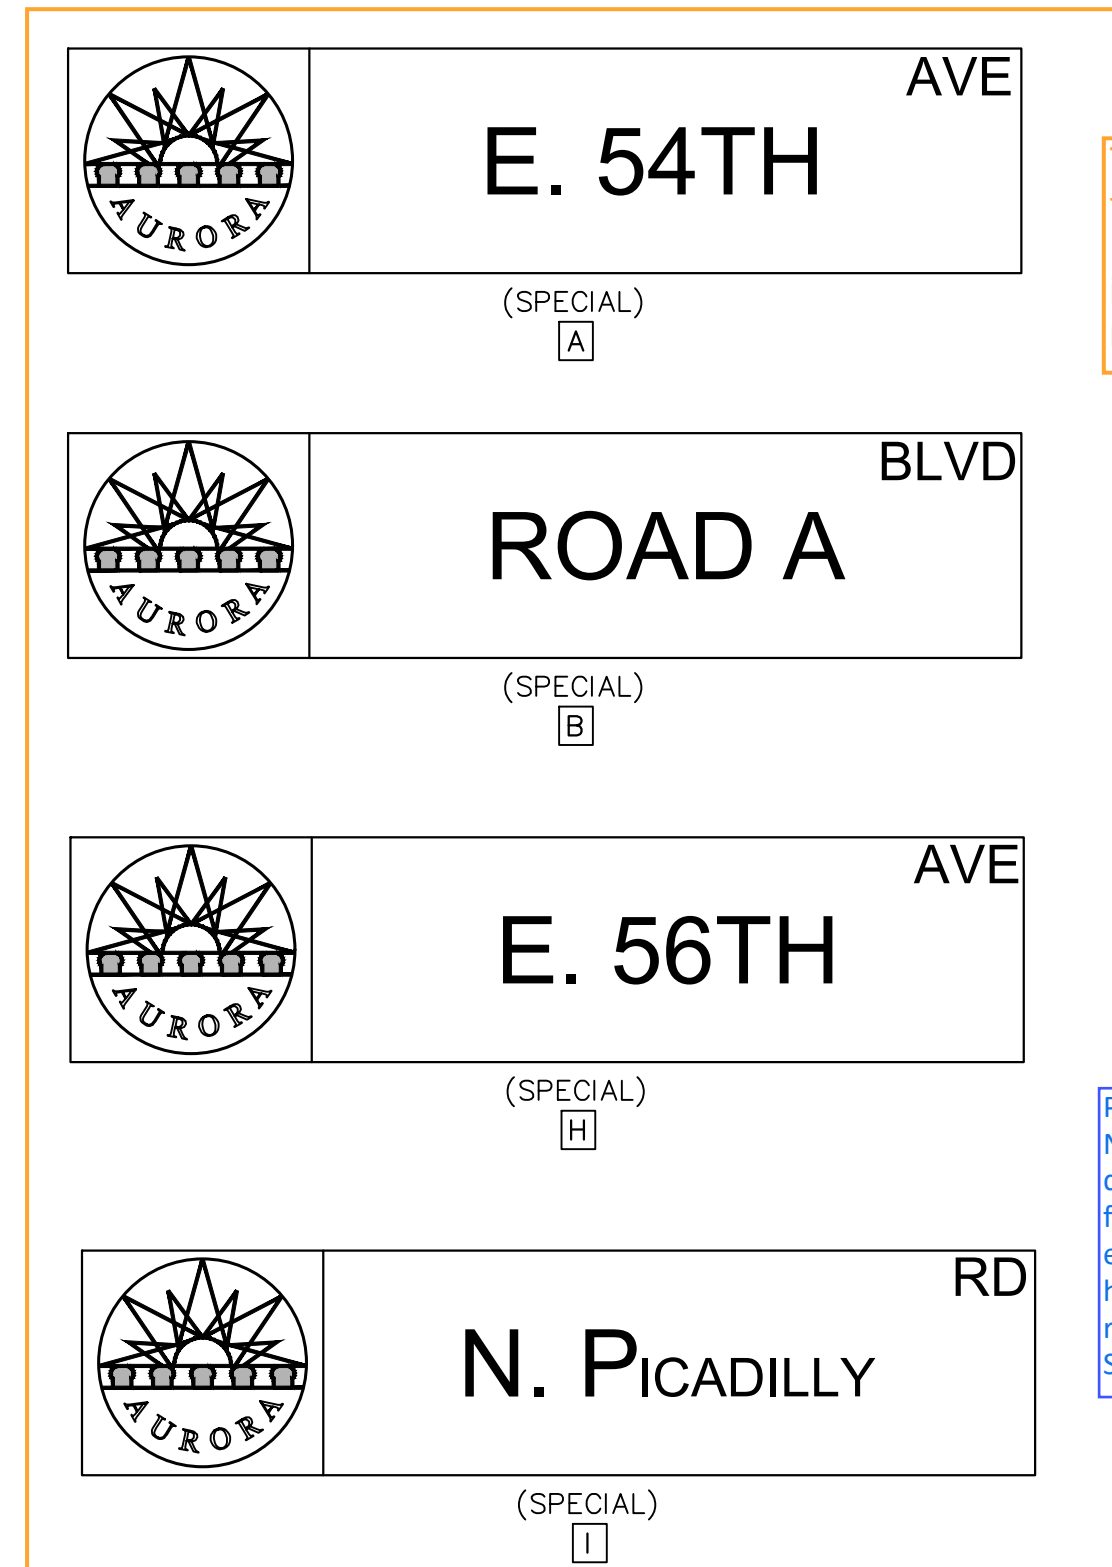 AVE
E. 54TH
AURORA
(SPECIAL)
A
BLVD
ROAD A
AURORA
(SPECIAL)
B
AVE
E. 56TH
AURORA
(SPECIAL)
H
RD
N. PICADILLY
AURORA
(SPECIAL)
I